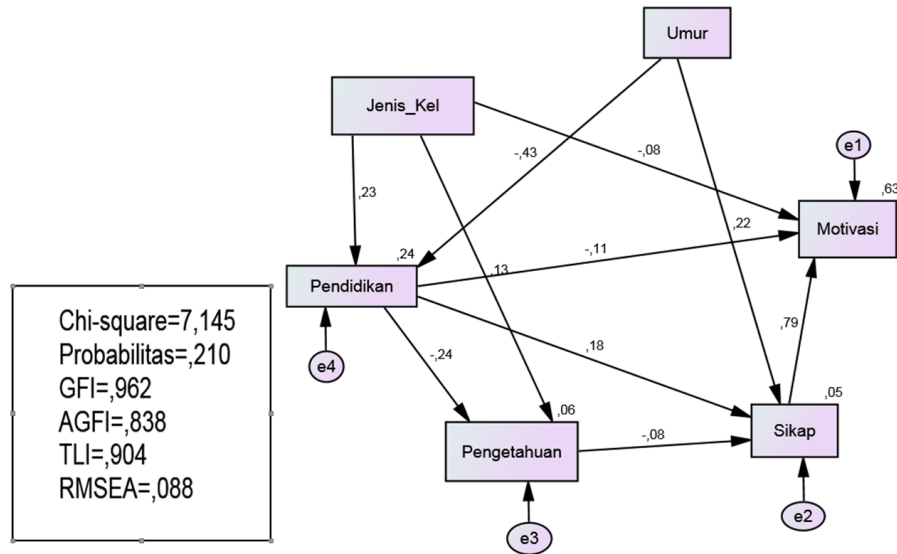 Umur
Jenis_Kel
e1
-,43
-,08
,63
,23
Motivasi
,22
,24
-,11
,13
Pendidikan
Chi-square=7,145
,79
Probabilitas=,210
,18
-,24
e4
GFI=,962
,05
AGFI=,838
,06
Sikap
-,08
TLI=,904
Pengetahuan
RMSEA=,088
e2
e3